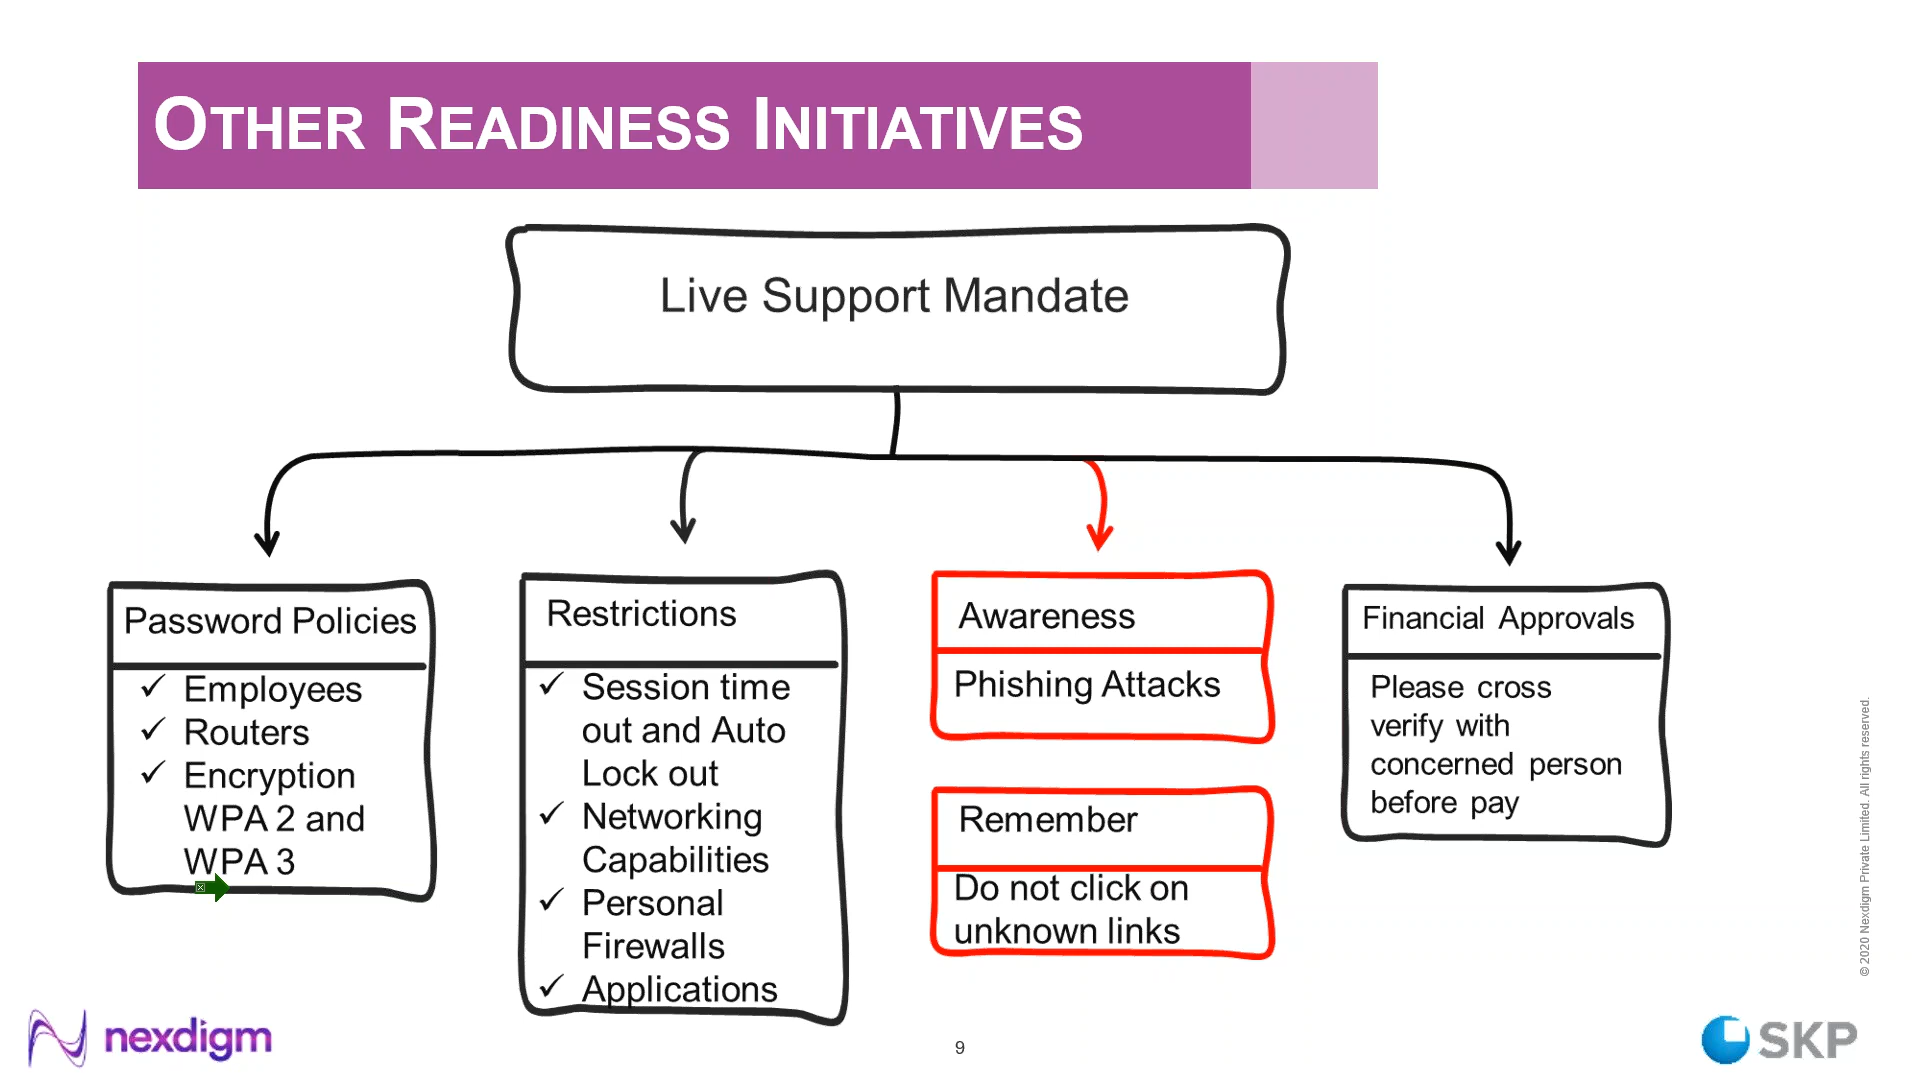 OTHER READINESS INITIATIVES
Live Support Mandate
Password Policies
✓ Employees
✓ Routers
✓ Encryption
WPA 2 and
WPA 3
Restrictions
✓ Session time
out and Auto
Lock out
✓ Networking
Capabilities
✓ Personal
Firewalls
✓ Applications
Awareness
Phishing Attacks
Remember
Do not click on
unknown links
Financial Approvals
Please cross
verify with
concerned person
before pay
© 2020 Nexdigm Private Limited. All rights reserved.
nexdigm
9
SKP